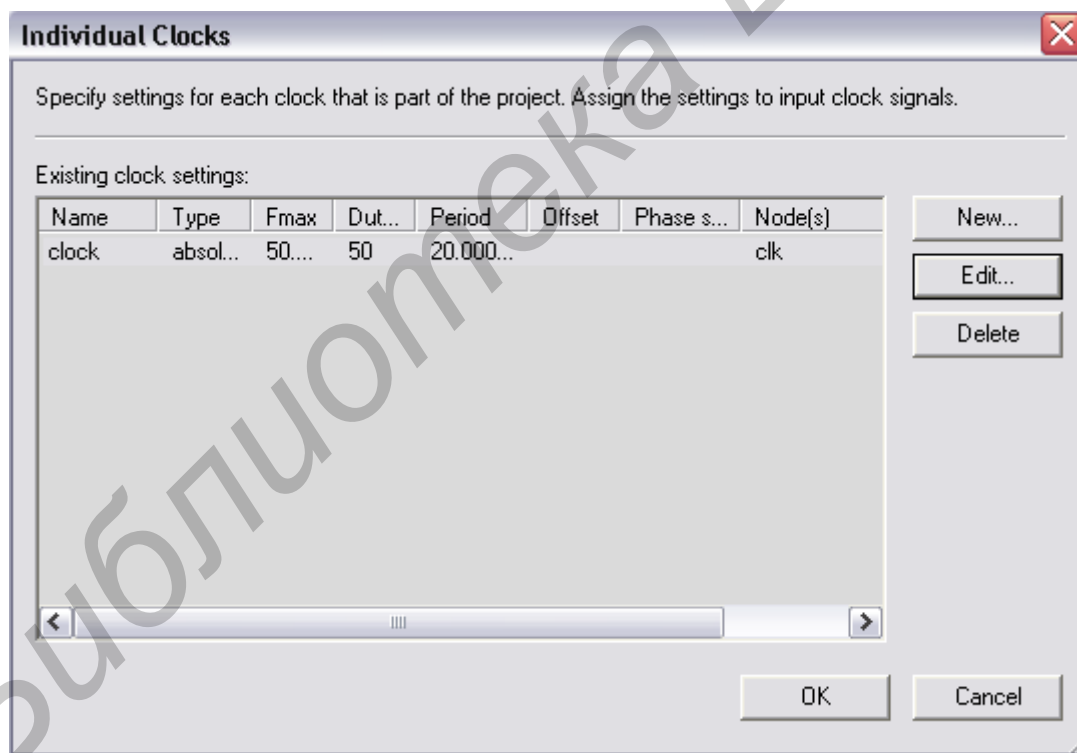 Individual Clocks
Specify settings for each clock that is part of the project. Assign the settings to input clock signals.
Existing clock settings:
Name Type Fmax Dut... Period Offset Phase s... Node(s)
clock absol... 50.... 50 20.000... clk
New...
Edit...
Delete
OK Cancel
библиотека